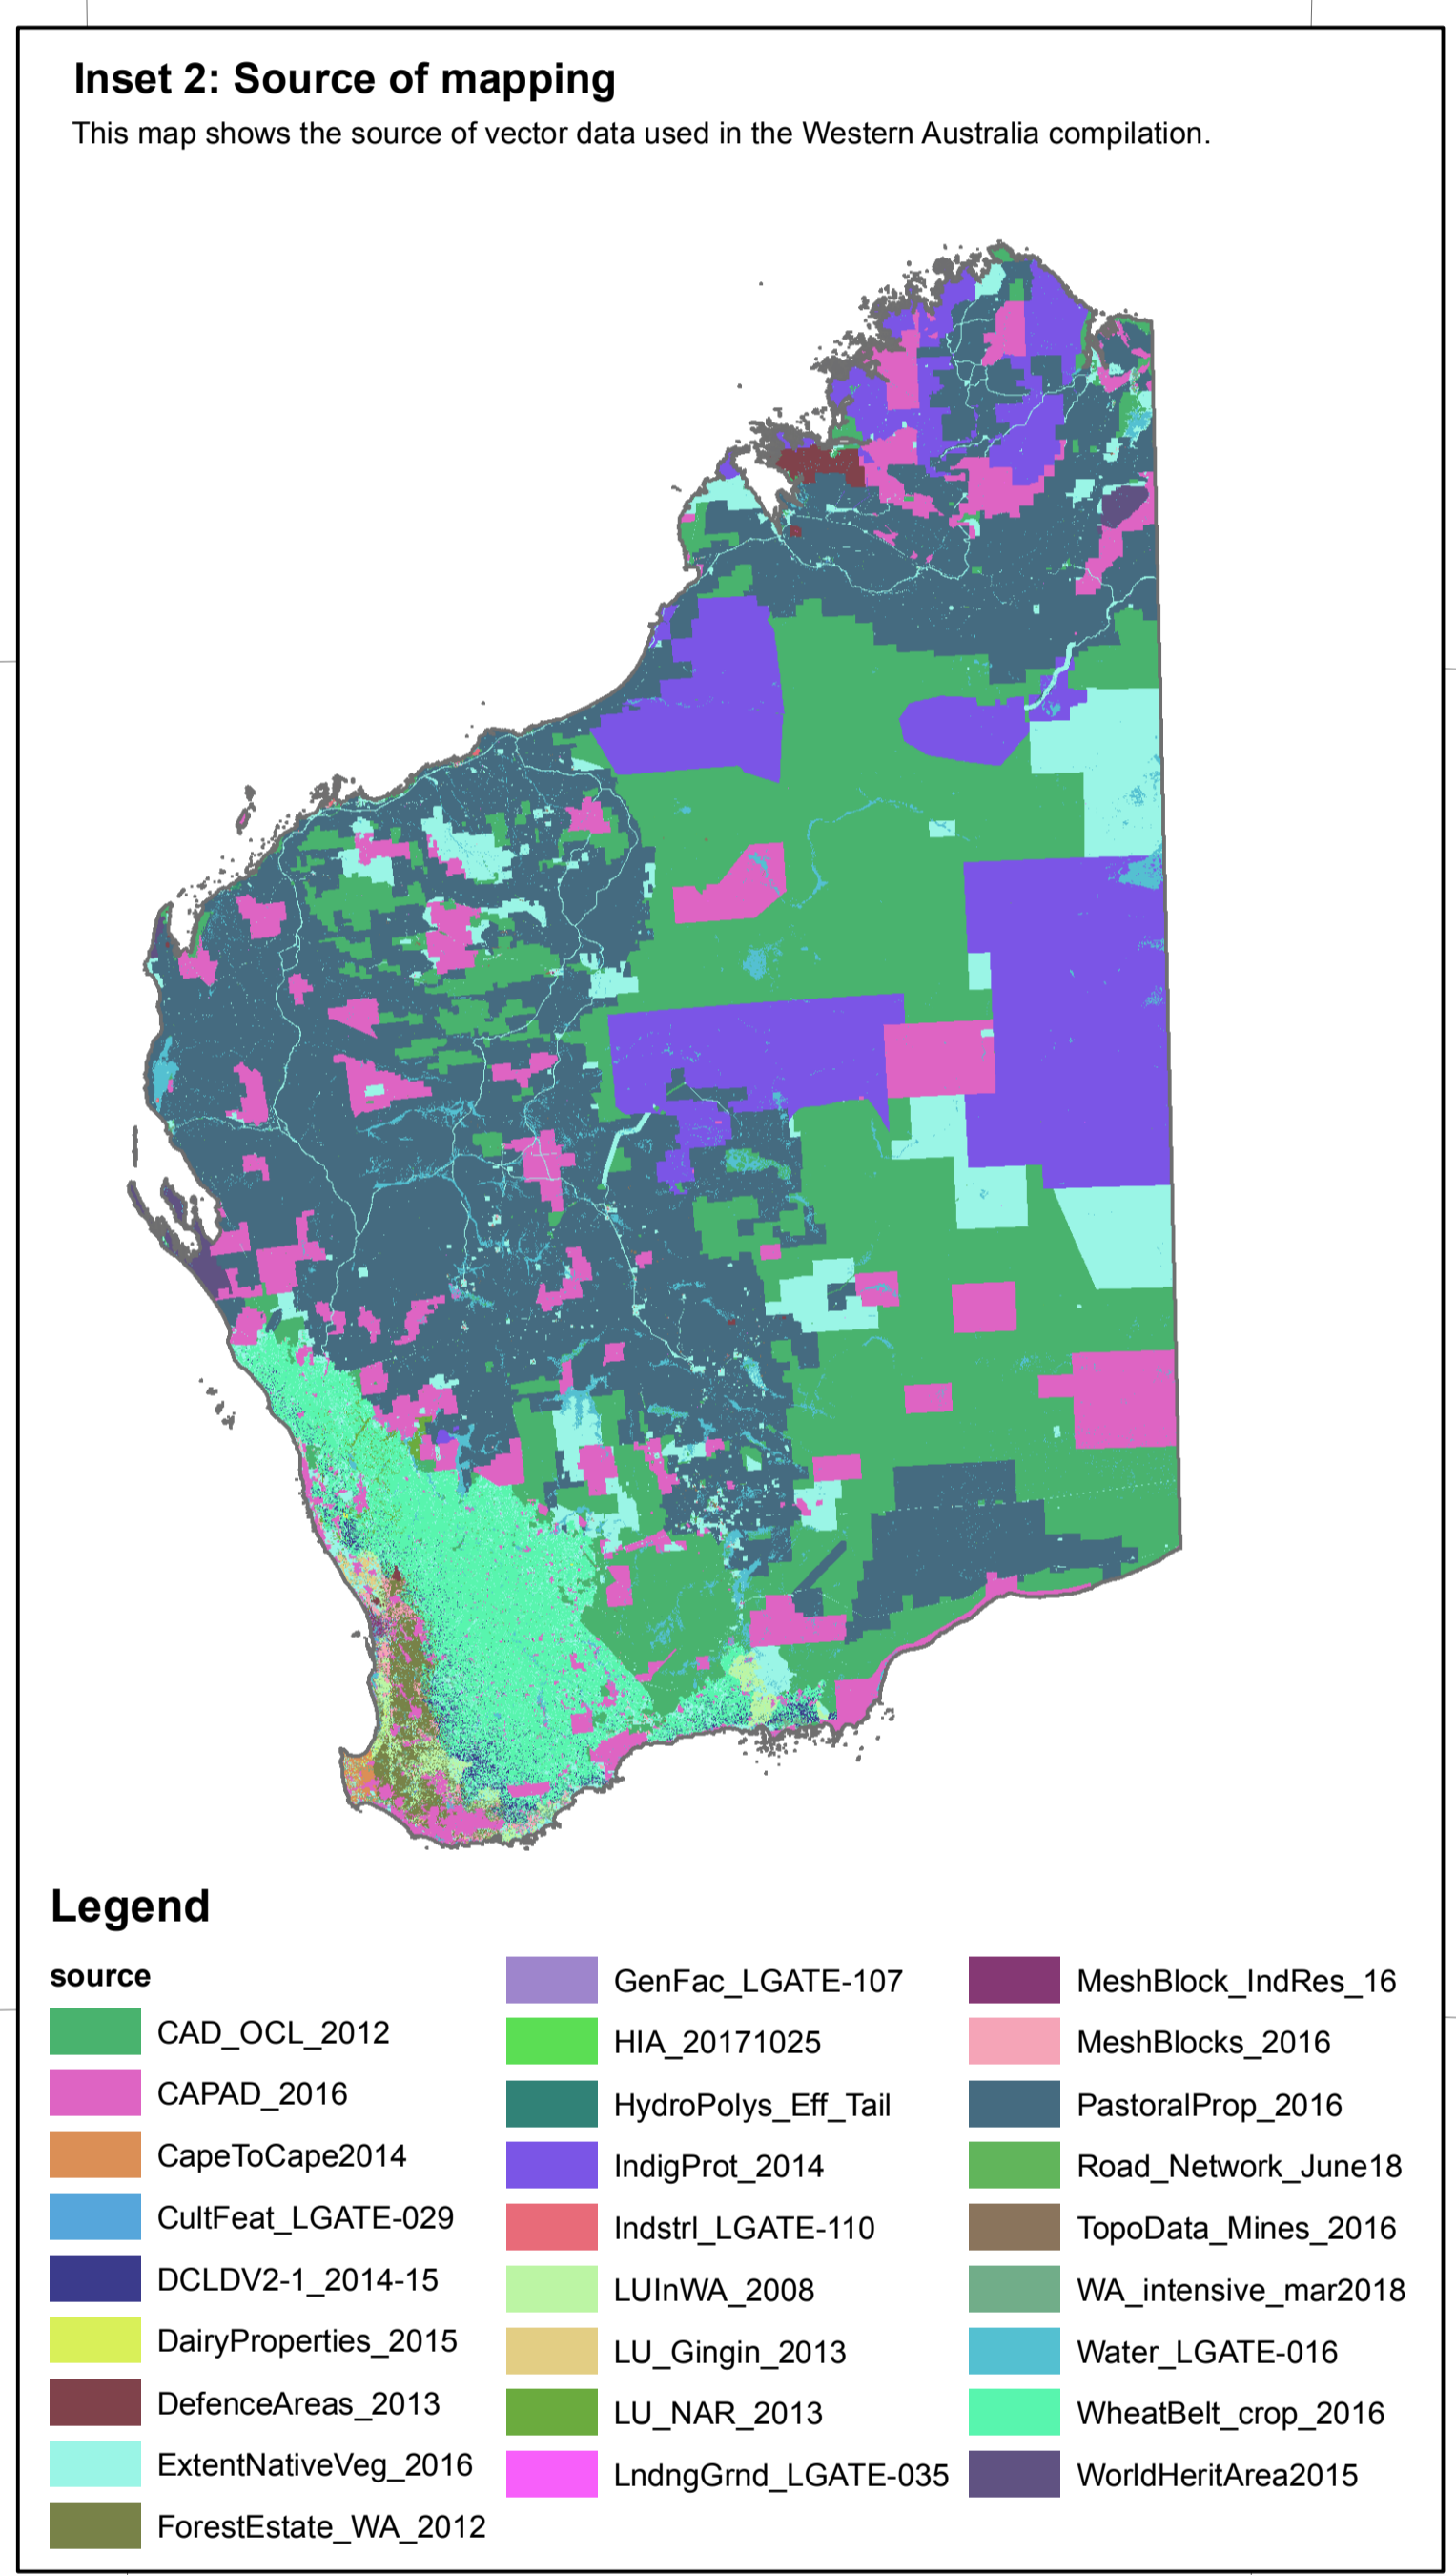 Inset 2: Source of mapping
This map shows the source of vector data used in the Western Australia compilation.
Legend
source
CAD_OCL_2012
CAPAD_2016
CapeToCape2014
CultFeat_LGATE-029
DCLDV2-1_2014-15
DairyProperties_2015
DefenceAreas_2013
ExtentNativeVeg_2016
ForestEstate_WA_2012
GenFac_LGATE-107
HIA_20171025
HydroPolys_Eff_Tail
IndigProt_2014
Indstrl_LGATE-110
LUInWA_2008
LU_Gingin_2013
LU_NAR_2013
LndngGrnd_LGATE-035
MeshBlock_IndRes_16
MeshBlocks_2016
PastoralProp_2016
Road_Network_June18
TopoData_Mines_2016
WA_intensive_mar2018
Water_LGATE-016
WheatBelt_crop_2016
WorldHeritArea2015